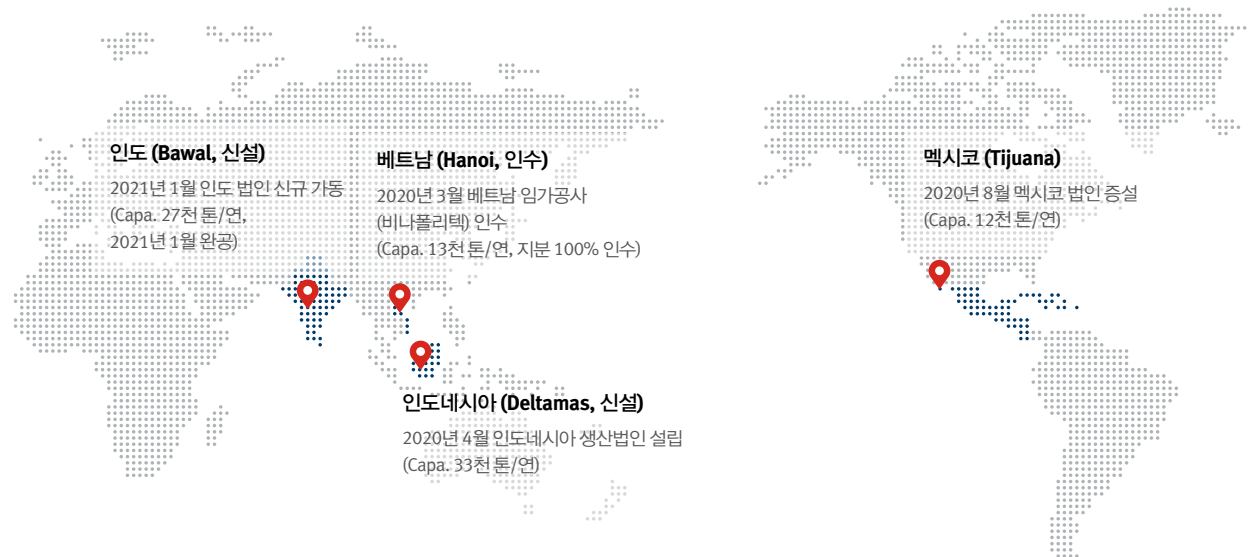 인도 (Bawal, 신설)
2021년 1월 인도 법인 신규 가동
(Capa. 27천 톤/연,
2021년 1월 완공)
베트남 (Hanoi, 인수)
2020년 3월 베트남 임가공사
(비나폴리텍) 인수
(Capa. 13천 톤/연, 지분 100% 인수)
인도네시아 (Deltamas, 신설)
2020년 4월 인도네시아 생산법인 설립
(Capa. 33천 톤/연)
멕시코 (Tijuana)
2020년 8월 멕시코 법인 증설
(Capa. 12천 톤/연)